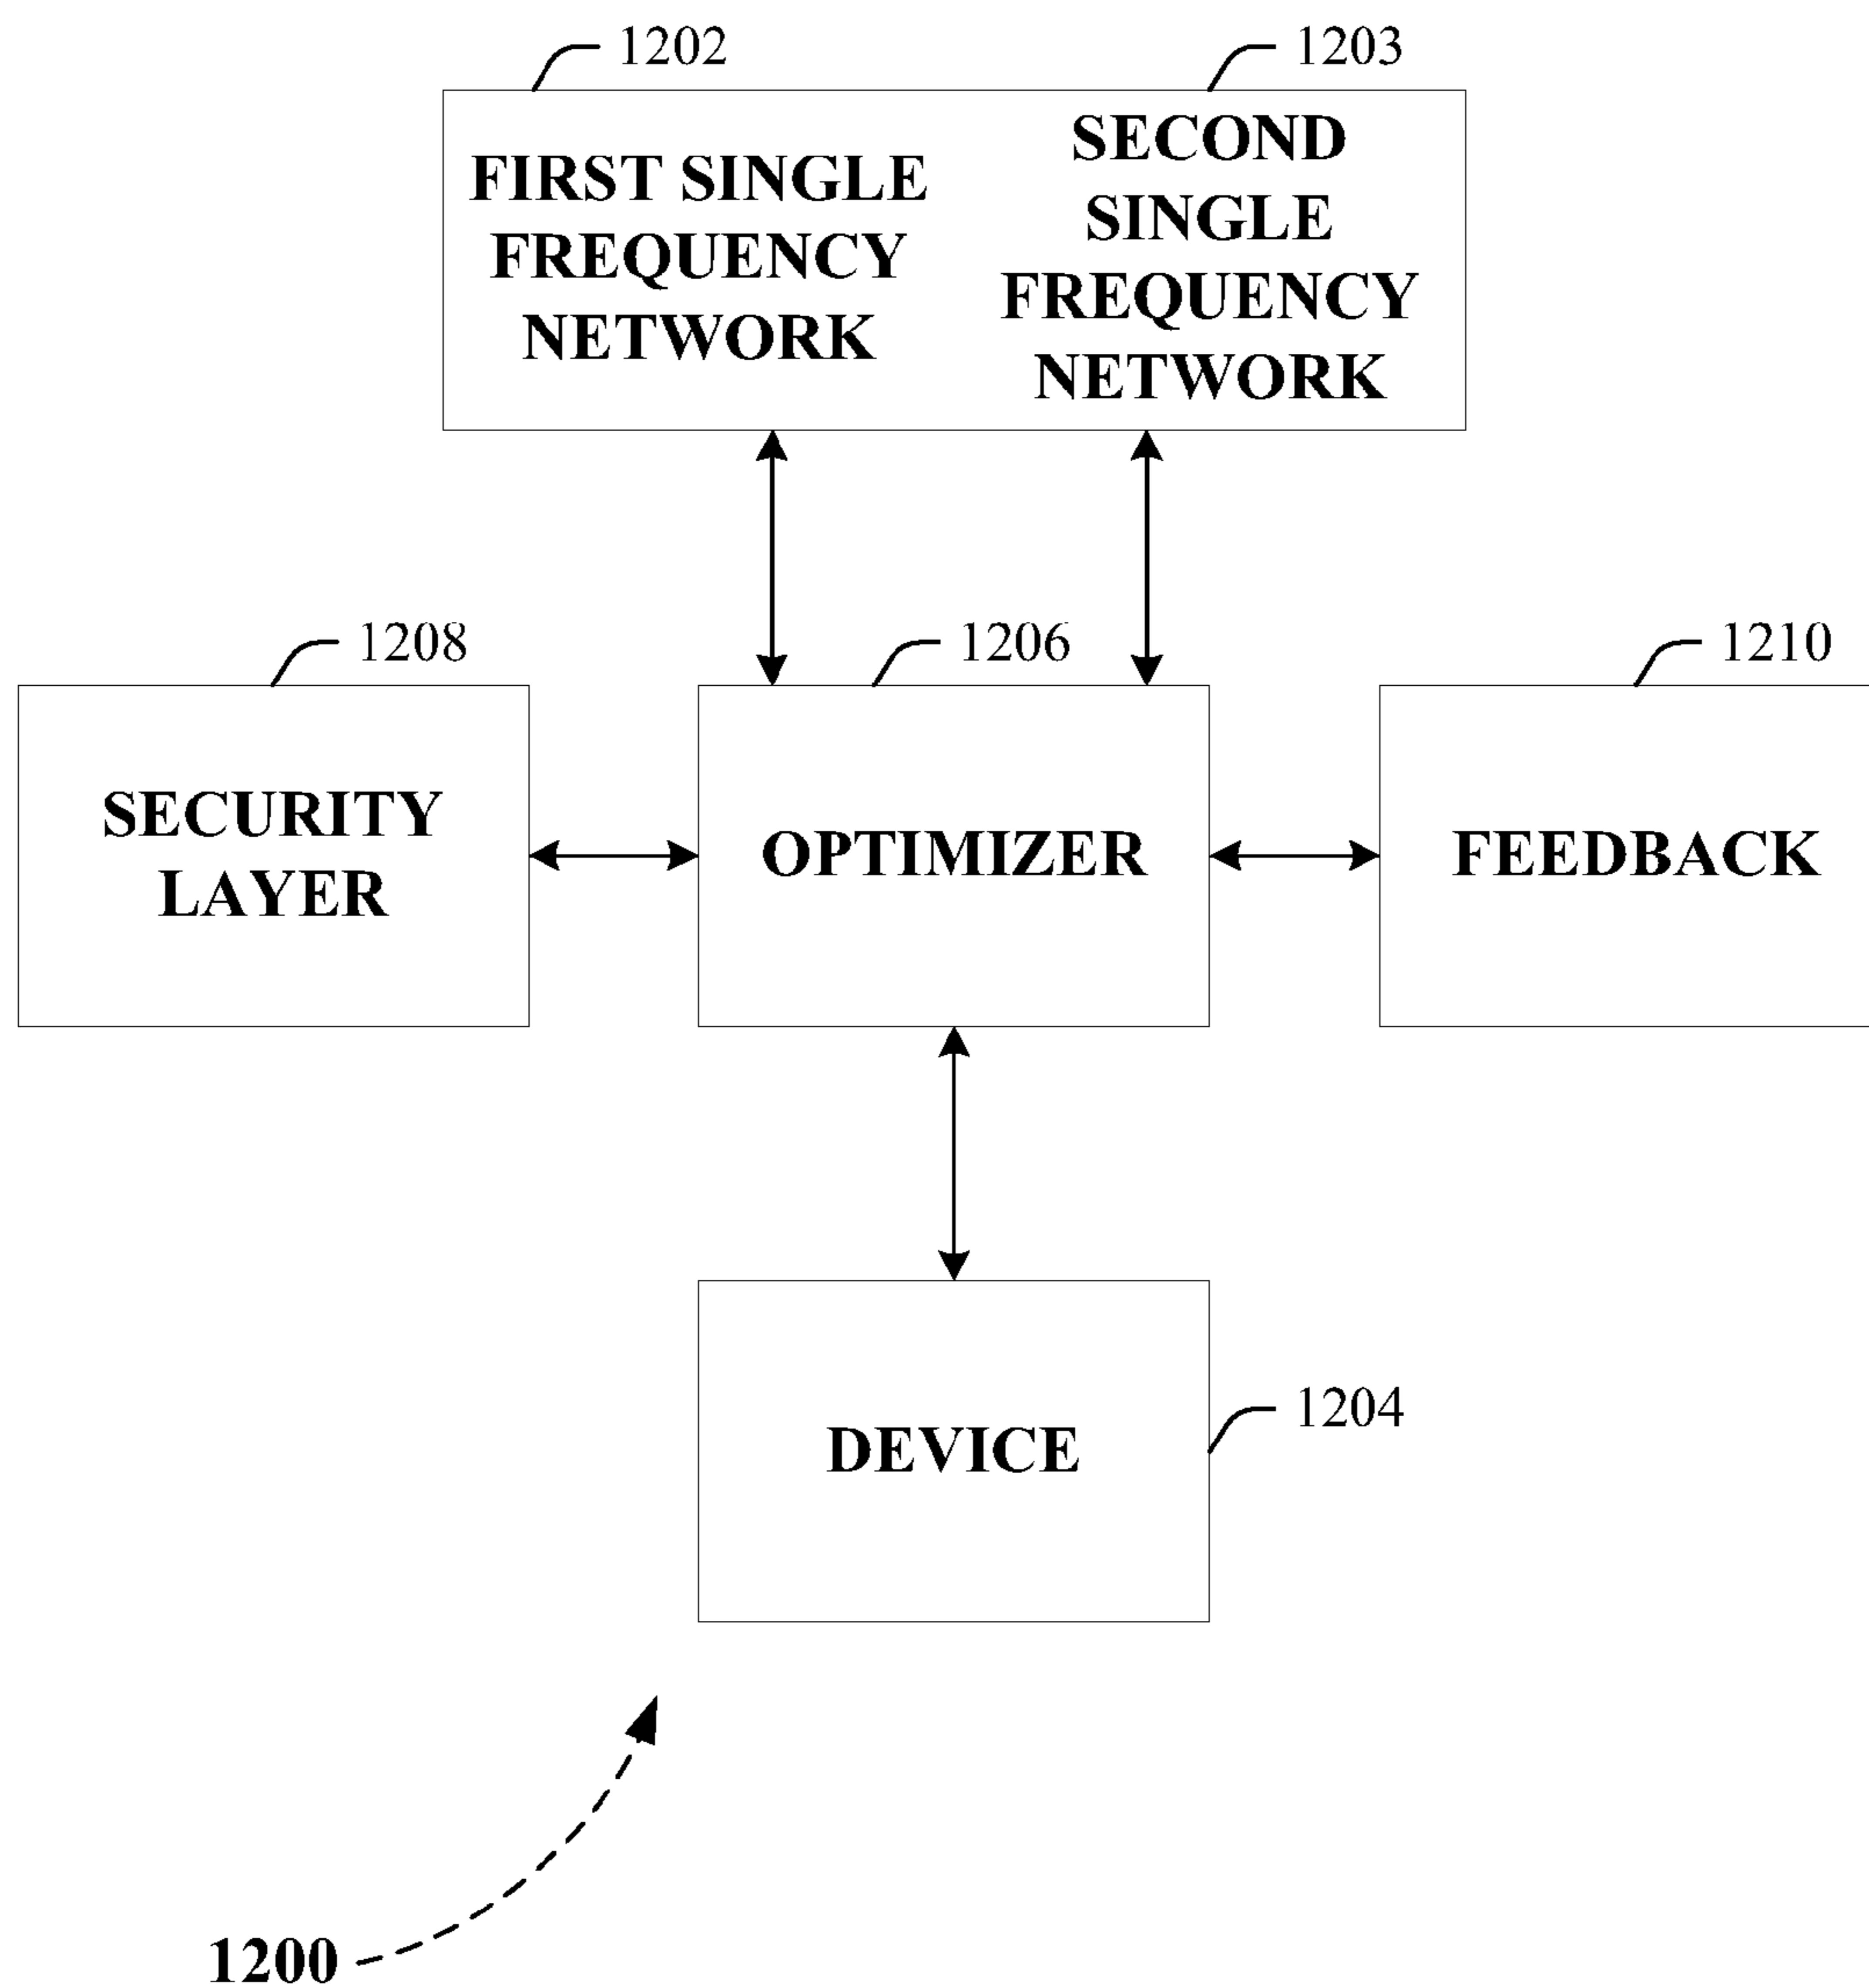 1202
1203
FIRST SINGLE
FREQUENCY
NETWORK
SECOND
SINGLE
FREQUENCY
NETWORK
1208
1206
1210
SECURITY
LAYER
OPTIMIZER
FEEDBACK
DEVICE
1204
1200